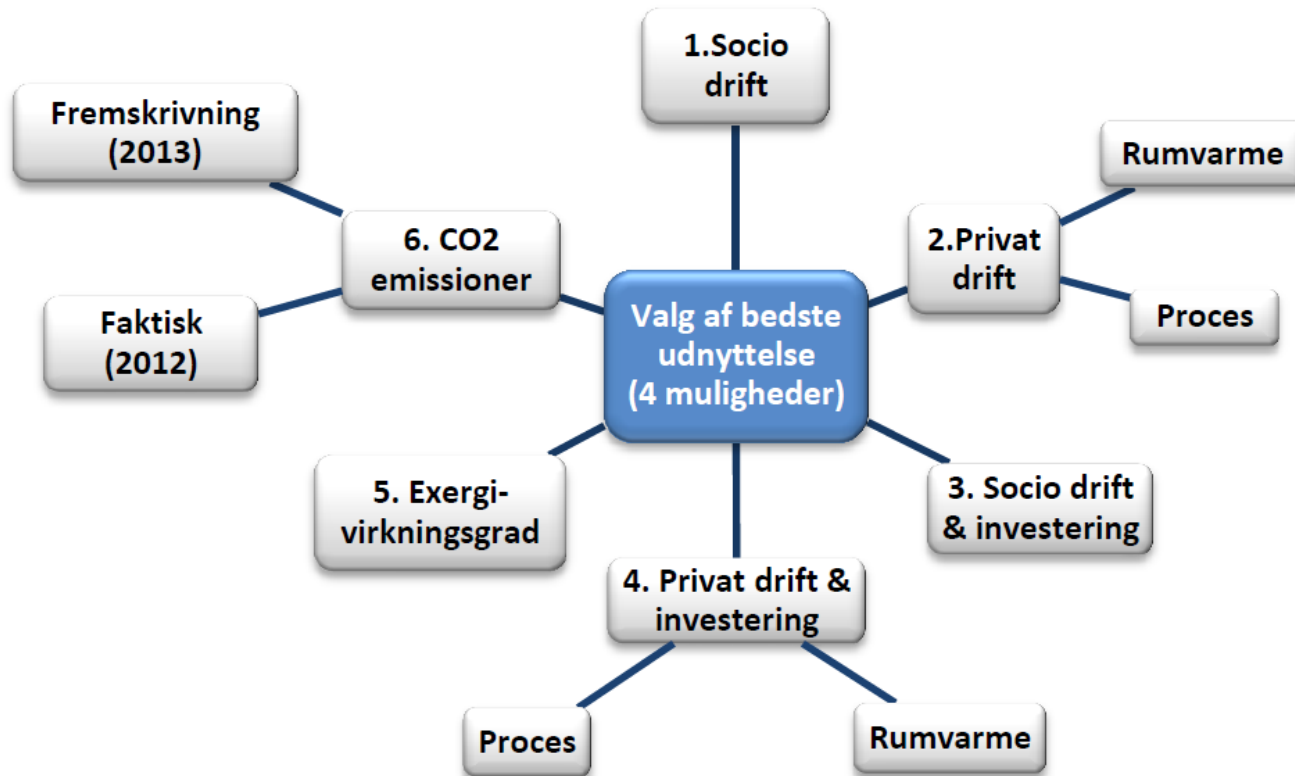 1.Socio
drift
Fremskrivning
(2013)
Rumvarme
6. CO2
emissioner
2.Privat
drift
Faktisk
(2012)
Proces
Valg af bedste
udnyttelse
(4 muligheder)
5. Exergi-
virkningsgrad
3. Socio drift
& investering
4. Privat drift &
investering
Proces
Rumvarme